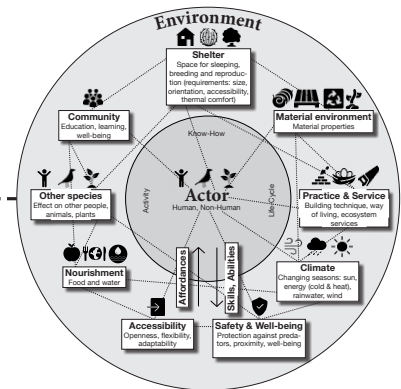 Environment
Shelter
Space for sleeping,
breeding and reproduc-
tion (requirements: size,
orientation, accessibility,
thermal comfort)
Community
Education, learning,
well-being
Material environment
Material properties
Know-How
Activity
Life-Cycle
Actor
Human, Non-Human
Other species
Effect on other people,
animals, plants
Practice & Service
Building technique, way
of living, ecosystem
services
Affordances
Skills, Abilities
Nourishment
Food and water
Climate
Changing seasons: sun,
energy (cold & heat),
rainwater, wind
Accessibility
Openness, flexibility,
adaptability
Safety & Well-being
Protection against preda-
tors, proximity, well-being